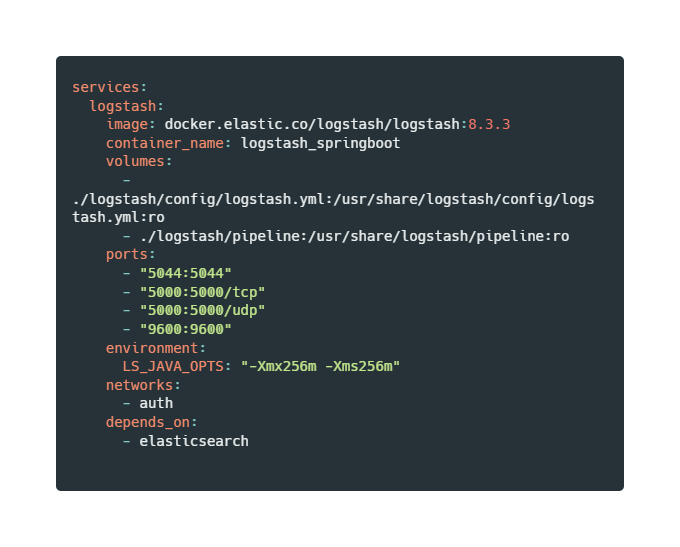 services:
  logstash:
    image: docker.elastic.co/logstash/logstash:8.3.3
    container_name: logstash_springboot
    volumes:
      -
./logstash/config/logstash.yml:/usr/share/logstash/config/logs
tash.yml:ro
      - ./logstash/pipeline:/usr/share/logstash/pipeline:ro
    ports:
      - "5044:5044"
      - "5000:5000/tcp"
      - "5000:5000/udp"
      - "9600:9600"
    environment:
      LS_JAVA_OPTS: "-Xmx256m -Xms256m"
    networks:
      - auth
    depends_on:
      - elasticsearch